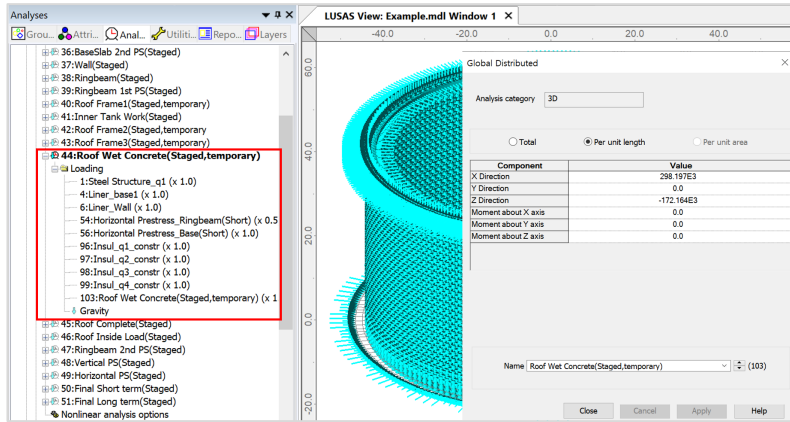 Analyses
Grou... Attri... Anal... Utiliti... Repo... Layers
36:BaseSlab 2nd PS(Staged)
37:Wall(Staged)
38:Ringbeam(Staged)
39:Ringbeam 1st PS(Staged)
40:Roof Frame1(Staged,temporary)
41:Inner Tank Work(Staged)
42:Roof Frame2(Staged,temporary
43:Roof Frame3(Staged,temporary)
44:Roof Wet Concrete(Staged,temporary)
Loading
1:Steel Structure_q1 (x 1.0)
4:Liner_base1 (x 1.0)
6:Liner_Wall (x 1.0)
54:Horizontal Prestress_Ringbeam(Short) (x 0.5
56:Horizontal Prestress_Base(Short) (x 1.0)
96:Insul_q1_constr (x 1.0)
97:Insul_q2_constr (x 1.0)
98:Insul_q3_constr (x 1.0)
99:Insul_q4_constr (x 1.0)
103:Roof Wet Concrete(Staged,temporary) (x 1
Gravity
45:Roof Complete(Staged)
46:Roof Inside Load(Staged)
47:Ringbeam 2nd PS(Staged)
48:Vertical PS(Staged)
49:Horizontal PS(Staged)
50:Final Short term(Staged)
51:Final Long term(Staged)
Nonlinear analysis options
LUSAS View: Example.mdl Window 1 X
-40.0 -20.0 0.0 20.0 40.0
60.0
40.0
20.0
0.0
-20.0
Global Distributed
Analysis category 3D
Total Per unit length Per unit area
Component Value
X Direction 298.197E3
Y Direction 0.0
Z Direction -172.164E3
Moment about X axis 0.0
Moment about Y axis 0.0
Moment about Z axis 0.0
Name Roof Wet Concrete(Staged,temporary) (103)
Close Cancel Apply Help